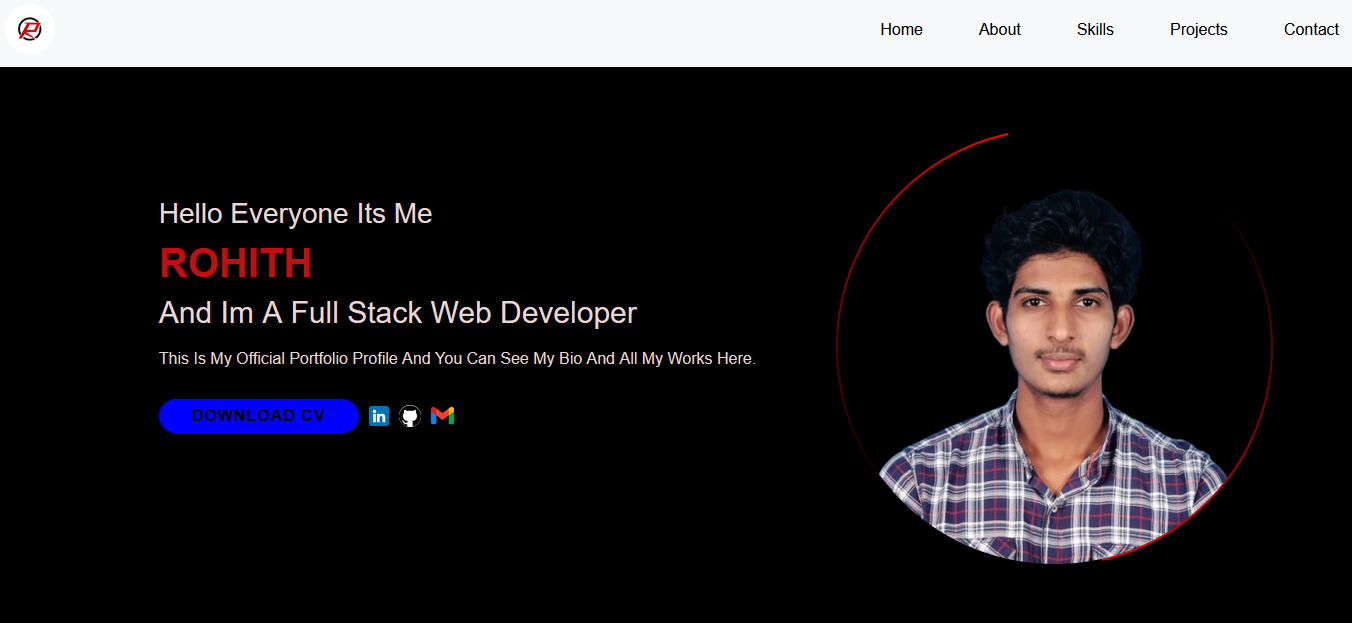 Home About Skills Projects Contact
Hello Everyone Its Me
ROHITH
And Im A Full Stack Web Developer
This Is My Official Portfolio Profile And You Can See My Bio And All My Works Here.
DOWNLOAD CV in